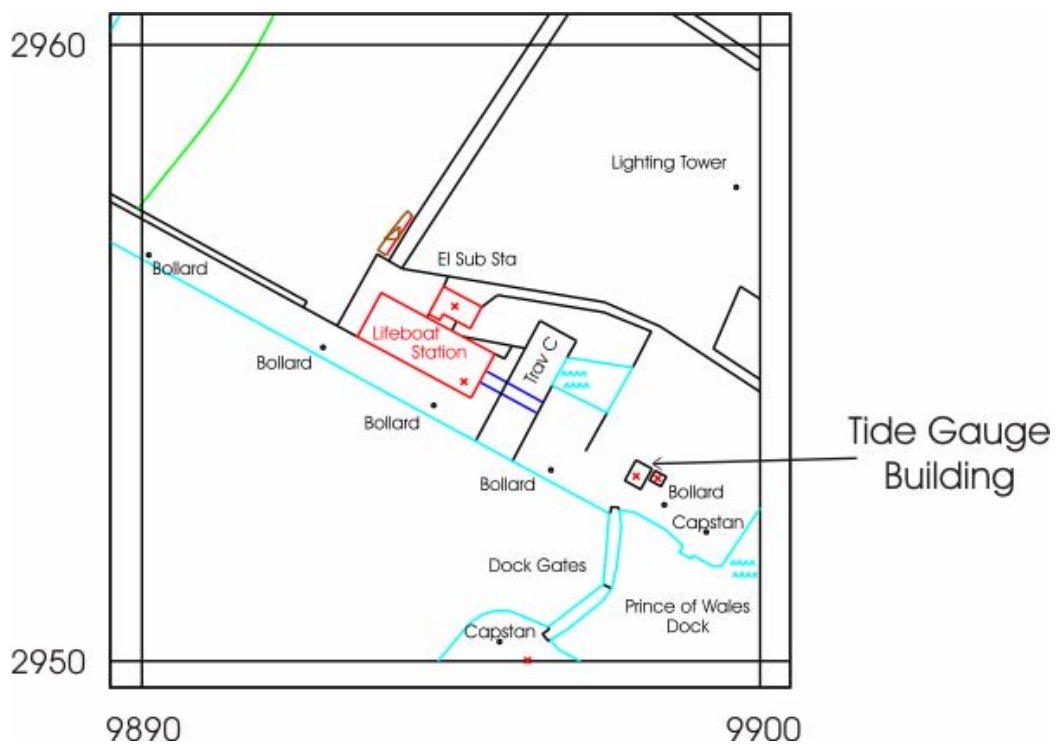 2960
Lighting Tower
El Sub Sta
Bollard
Lifeboat
Station
Trav C
Bollard
Bollard
Tide Gauge
Building
Bollard
Bollard
Capstan
Dock Gates
Prince of Wales
Dock
Capstan
2950
9890
9900